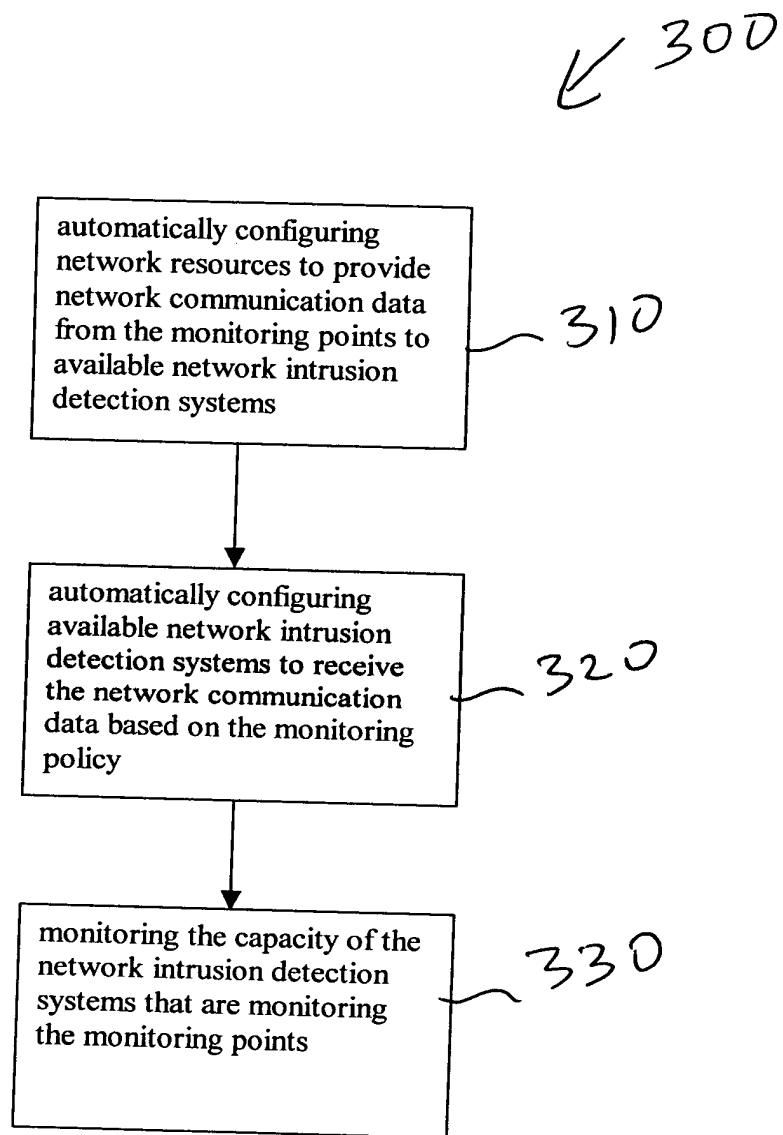 300
automatically configuring
network resources to provide
network communication data
from the monitoring points to
available network intrusion
detection systems
310
automatically configuring
available network intrusion
detection systems to receive
the network communication
data based on the monitoring
policy
320
monitoring the capacity of the
network intrusion detection
systems that are monitoring
the monitoring points
330